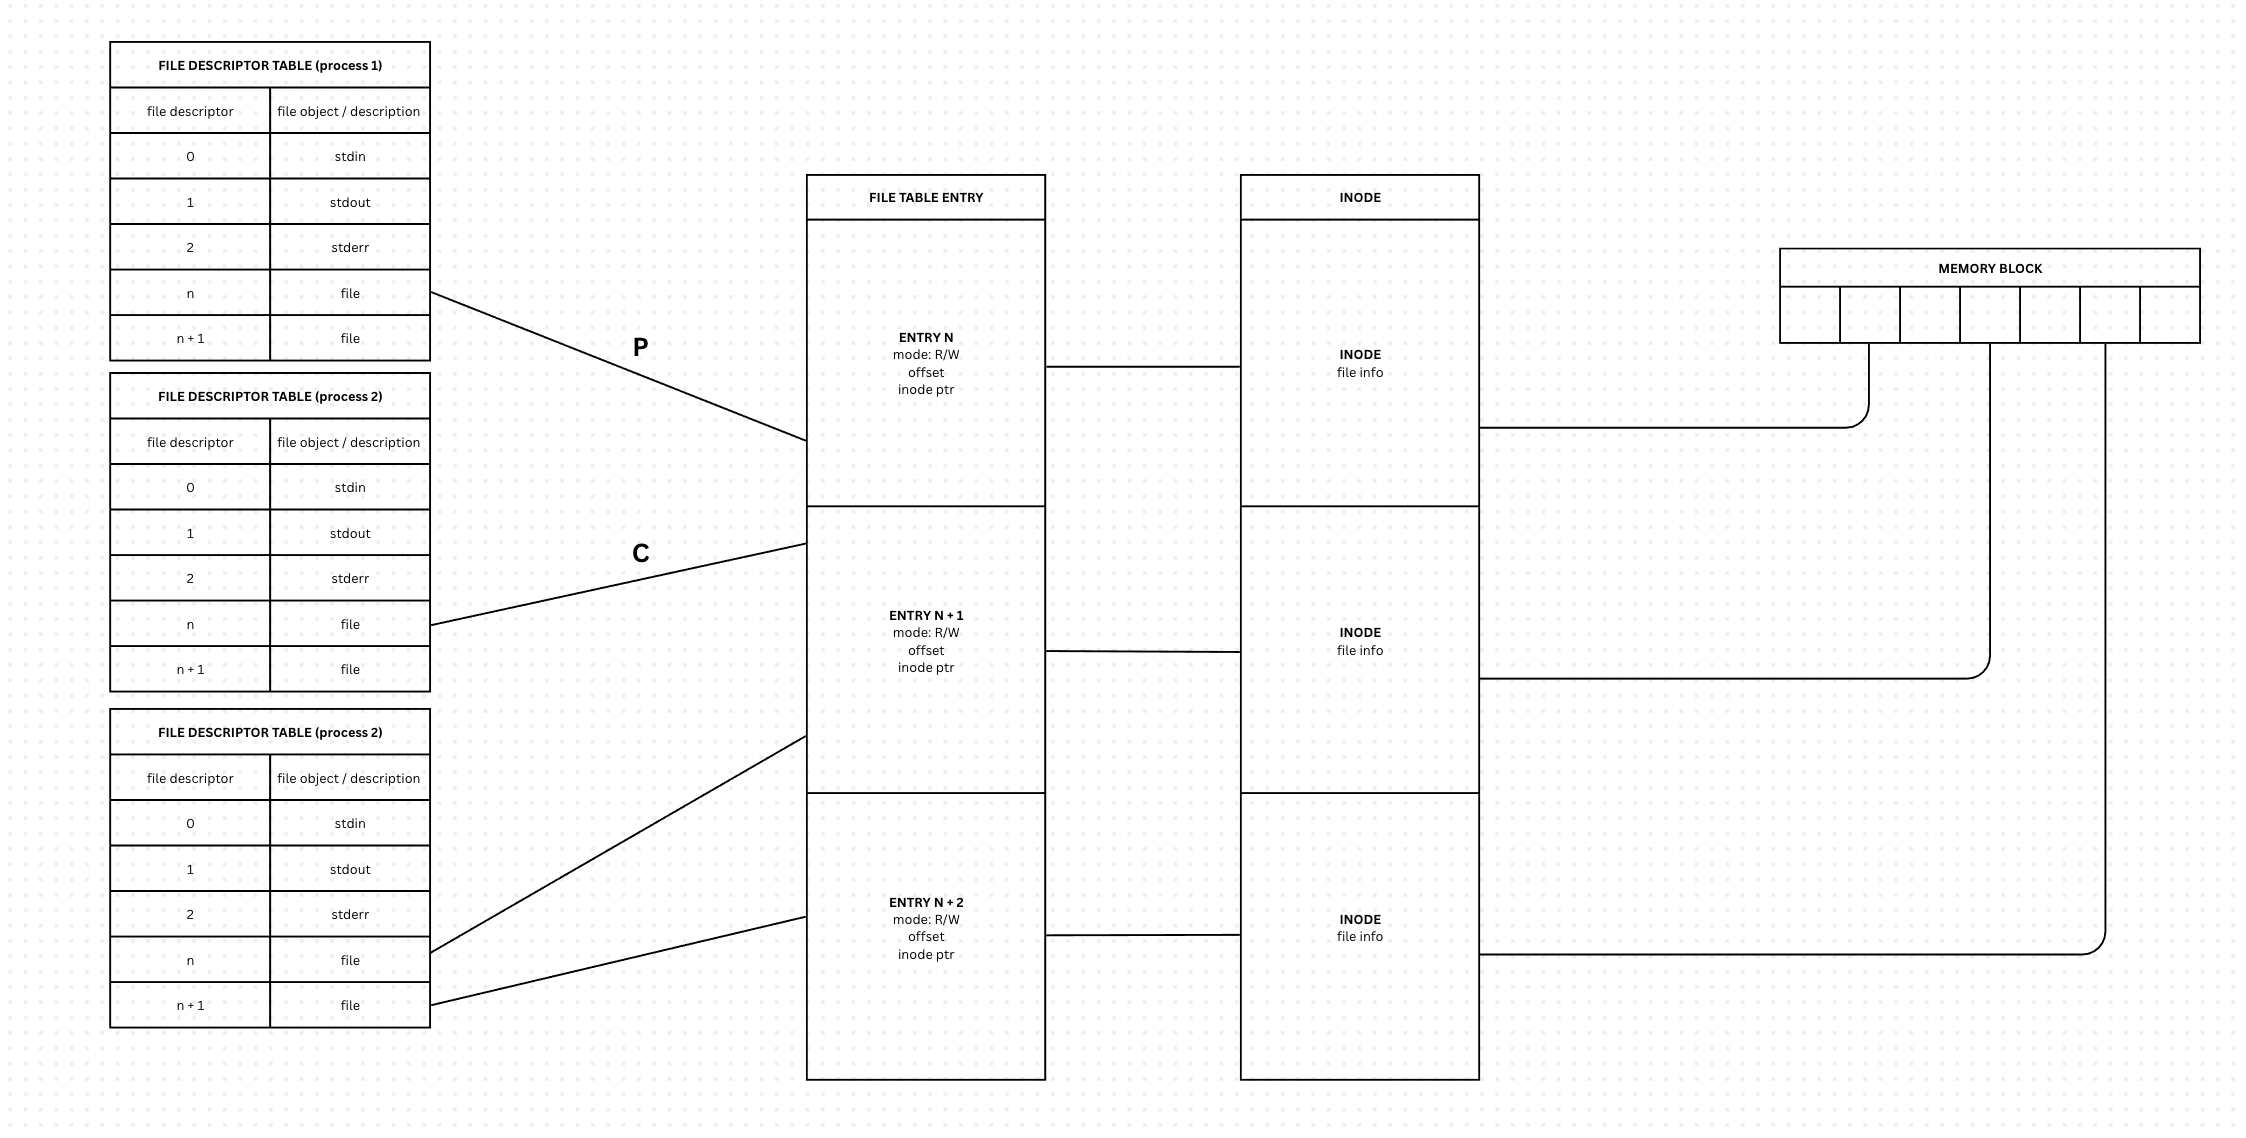 FILE DESCRIPTOR TABLE (process 1)
file descriptor
file object / description
0
stdin
1
stdout
2
stderr
n
file
n + 1
file
FILE DESCRIPTOR TABLE (process 2)
file descriptor
file object / description
0
stdin
1
stdout
2
stderr
n
file
n + 1
file
FILE DESCRIPTOR TABLE (process 2)
file descriptor
file object / description
0
stdin
1
stdout
2
stderr
n
file
n + 1
file
P
C
FILE TABLE ENTRY
ENTRY N
mode: R/W
offset
inode ptr
ENTRY N + 1
mode: R/W
offset
inode ptr
ENTRY N + 2
mode: R/W
offset
inode ptr
INODE
INODE
file info
INODE
file info
INODE
file info
MEMORY BLOCK